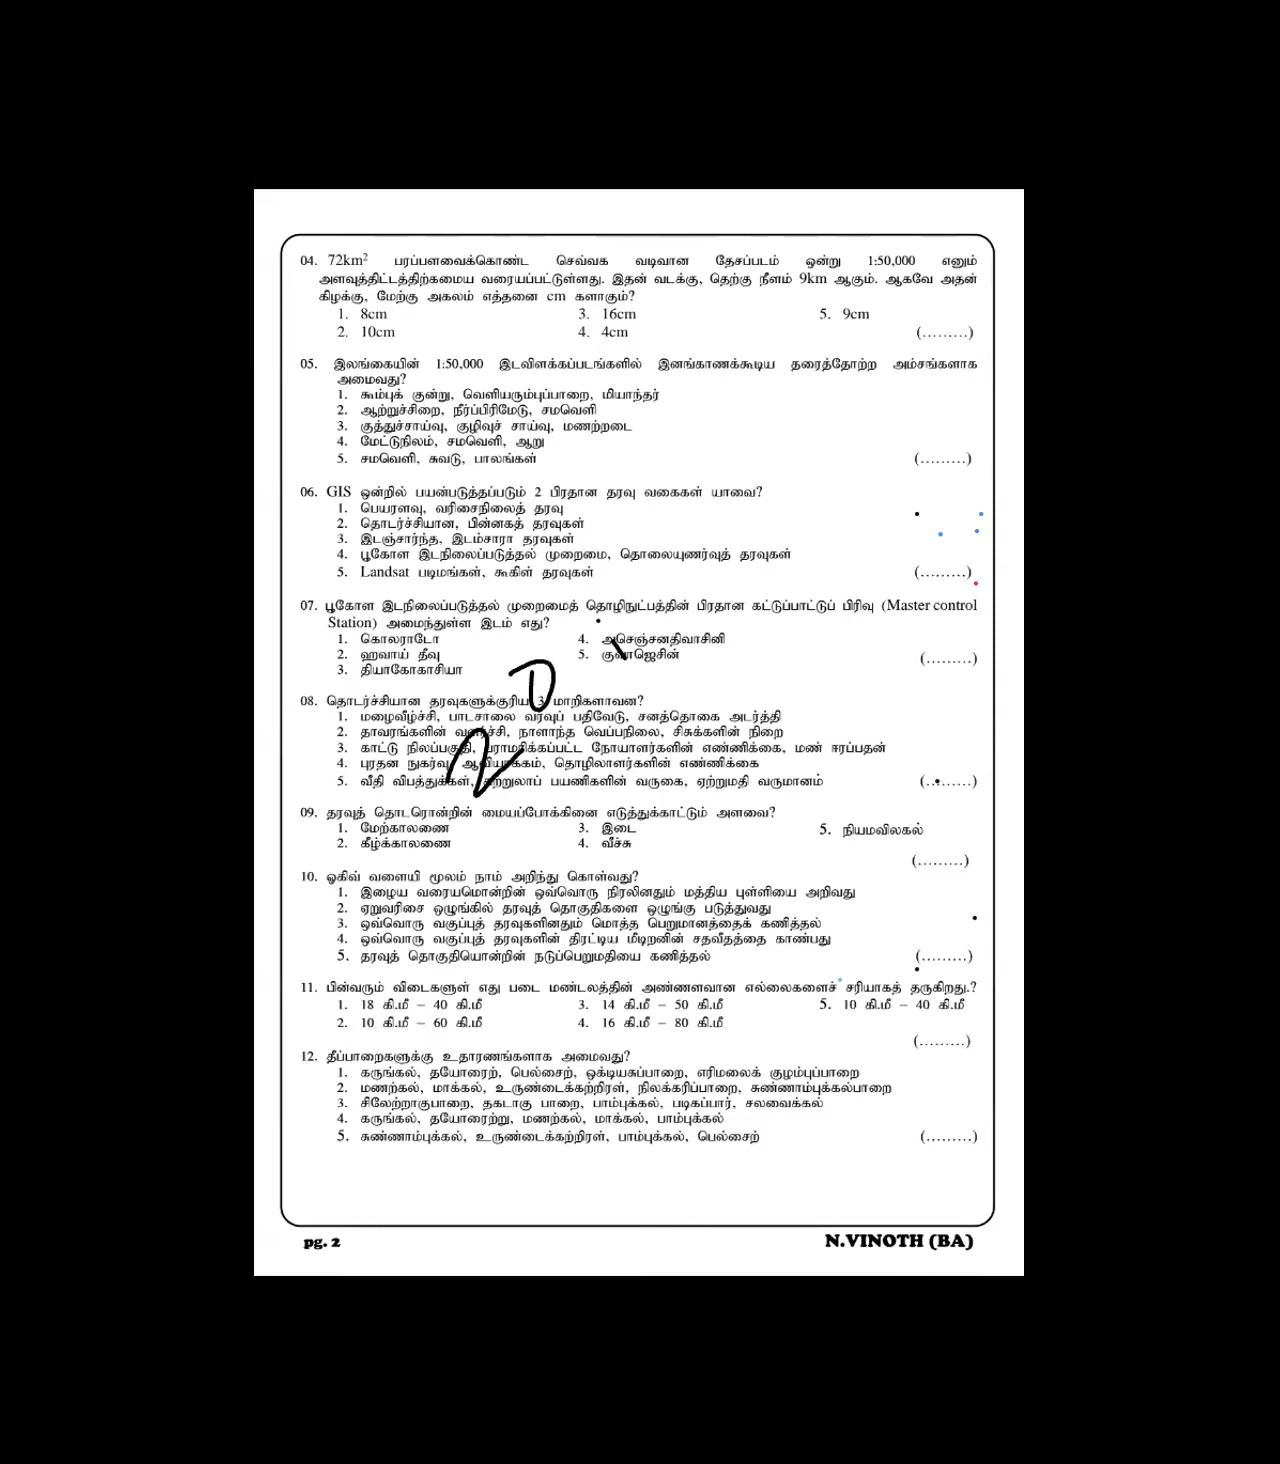 04. 72km² பரப்பளவைக்கொண்ட செவ்வக வடிவான தேசப்படம் ஒன்று 1:50,000 எனும்
அளவுத்திட்டத்திற்கமைய வரையப்பட்டுள்ளது. இதன் வடக்கு, தெற்கு நீளம் 9km ஆகும். ஆகவே அதன்
கிழக்கு, மேற்கு அகலம் எத்தனை cm களாகும்?
1. 8cm 3. 16cm 5. 9cm
2. 10cm 4. 4cm (.........)
05. இலங்கையின் 1:50,000 இடவிளக்கப்படங்களில் இனங்காணக்கூடிய தரைத்தோற்ற அம்சங்களாக
அமைவது?
1. கூம்புக் குன்று, வெளியரும்புப்பாறை, மியாந்தர்
2. ஆற்றுச்சிறை, நீர்ப்பிரிமேடு, சமவெளி
3. குத்துச்சாய்வு, குழிவுச் சாய்வு, மணற்றடை
4. மேட்டுநிலம், சமவெளி, ஆறு
5. சமவெளி, சுவடு, பாலங்கள் (.........)
06. GIS ஒன்றில் பயன்படுத்தப்படும் 2 பிரதான தரவு வகைகள் யாவை?
1. பெயரளவு, வரிசைநிலைத் தரவு
2. தொடர்ச்சியான, பின்னகத் தரவுகள்
3. இடஞ்சார்ந்த, இடம்சாரா தரவுகள்
4. பூகோள இடநிலைப்படுத்தல் முறைமை, தொலையுணர்வுத் தரவுகள்
5. Landsat படிமங்கள், கூகிள் தரவுகள் (.........)
07. பூகோள இடநிலைப்படுத்தல் முறைமைத் தொழிநுட்பத்தின் பிரதான கட்டுப்பாட்டுப் பிரிவு (Master control
Station) அமைந்துள்ள இடம் எது?
1. கொலராடோ 4. அசெஞ்சனதிவாசினி
2. ஹவாய் தீவு 5. குவாஜெசின் (.........)
3. தியாகோகாசியா
08. தொடர்ச்சியான தரவுகளுக்குரிய 3 மாறிகளாவன?
1. மழைவீழ்ச்சி, பாடசாலை வரவுப் பதிவேடு, சனத்தொகை அடர்த்தி
2. தாவரங்களின் வளர்ச்சி, நாளாந்த வெப்பநிலை, சிசுக்களின் நிறை
3. காட்டு நிலப்பகுதி, பராமரிக்கப்பட்ட நோயாளர்களின் எண்ணிக்கை, மண் ஈரப்பதன்
4. புரதன நுகர்வு, ஆவியாக்கம், தொழிலாளர்களின் எண்ணிக்கை
5. வீதி விபத்துக்கள், சுற்றுலாப் பயணிகளின் வருகை, ஏற்றுமதி வருமானம் (.........)
09. தரவுத் தொடரொன்றின் மையப்போக்கினை எடுத்துக்காட்டும் அளவை?
1. மேற்காலணை 3. இடை 5. நியமவிலகல்
2. கீழ்க்காலணை 4. வீச்சு
(.........)
10. ஓகிவ் வளையி மூலம் நாம் அறிந்து கொள்வது?
1. இழைய வரையமொன்றின் ஒவ்வொரு நிரலினதும் மத்திய புள்ளியை அறிவது
2. ஏறுவரிசை ஒழுங்கில் தரவுத் தொகுதிகளை ஒழுங்கு படுத்துவது
3. ஒவ்வொரு வகுப்புத் தரவுகளினதும் மொத்த பெறுமானத்தைக் கணித்தல்
4. ஒவ்வொரு வகுப்புத் தரவுகளின் திரட்டிய மீடிறனின் சதவீதத்தை காண்பது
5. தரவுத் தொகுதியொன்றின் நடுப்பெறுமதியை கணித்தல் (.........)
11. பின்வரும் விடைகளுள் எது படை மண்டலத்தின் அண்ணளவான எல்லைகளைச் சரியாகத் தருகிறது.?
1. 18 கி.மீ – 40 கி.மீ 3. 14 கி.மீ – 50 கி.மீ 5. 10 கி.மீ – 40 கி.மீ
2. 10 கி.மீ – 60 கி.மீ 4. 16 கி.மீ – 80 கி.மீ
(.........)
12. தீப்பாறைகளுக்கு உதாரணங்களாக அமைவது?
1. கருங்கல், தயோரைற், பெல்சைற், ஒக்டியசுப்பாறை, எரிமலைக் குழம்புப்பாறை
2. மணற்கல், மாக்கல், உருண்டைக்கற்றிரள், நிலக்கரிப்பாறை, சுண்ணாம்புக்கல்பாறை
3. சிலேற்றாகுபாறை, தகடாகு பாறை, பாம்புக்கல், படிகப்பார், சலவைக்கல்
4. கருங்கல், தயோரைற்று, மணற்கல், மாக்கல், பாம்புக்கல்
5. சுண்ணாம்புக்கல், உருண்டைக்கற்றிரள், பாம்புக்கல், பெல்சைற் (.........)
pg. 2 N.VINOTH (BA)